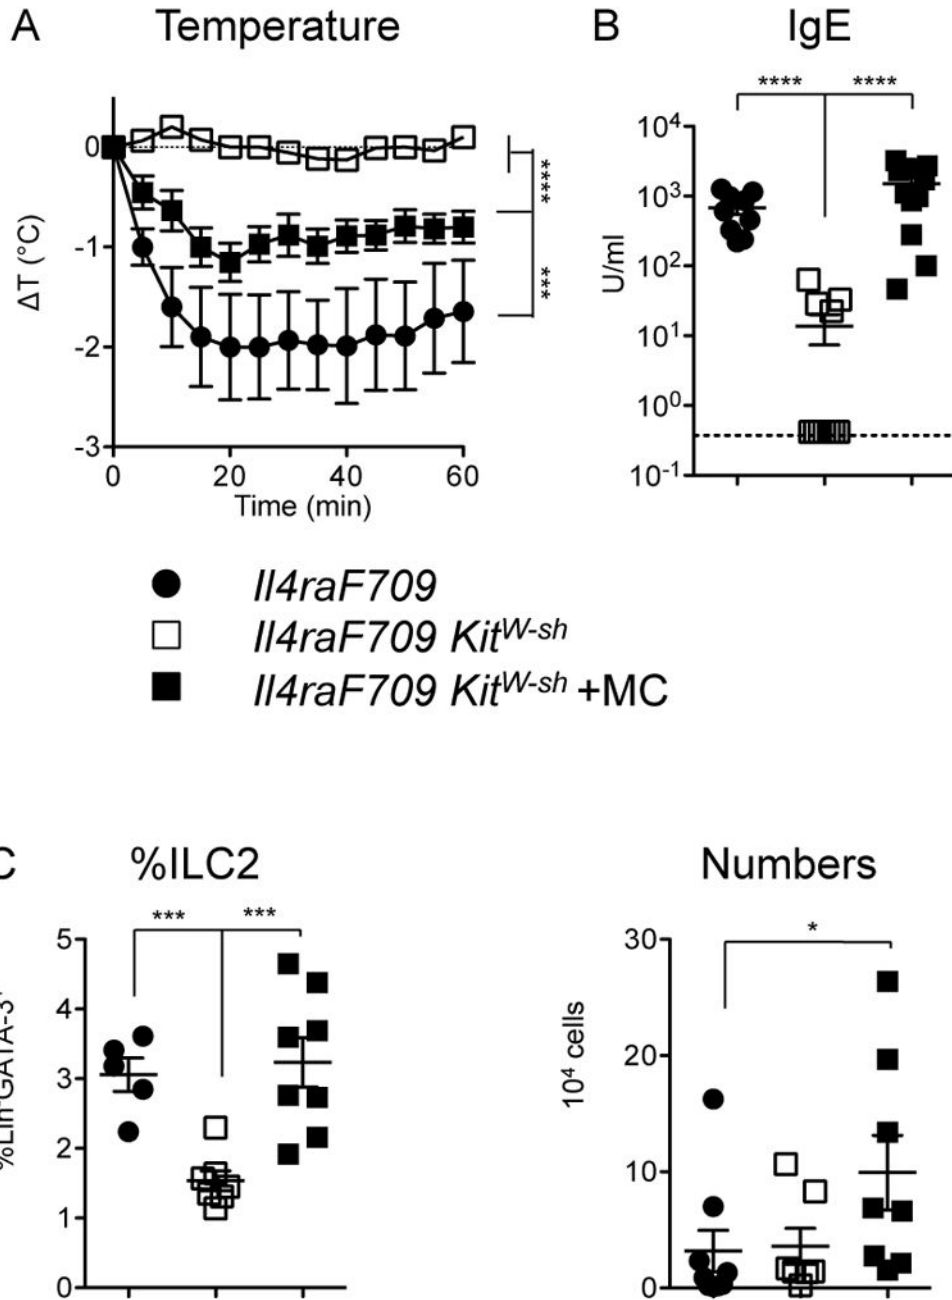 A Temperature
0
-1
-2
-3
ΔT (°C)
0 20 40 60
Time (min)
****
***
B IgE
**** ****
10⁴
10³
10²
10¹
10⁰
10⁻¹
U/ml
Il4raF709
Il4raF709 Kit^W-sh
Il4raF709 Kit^W-sh +MC
C %ILC2
*** ***
5
4
3
2
1
0
Numbers
*
30
20
10
0
10⁴ cells